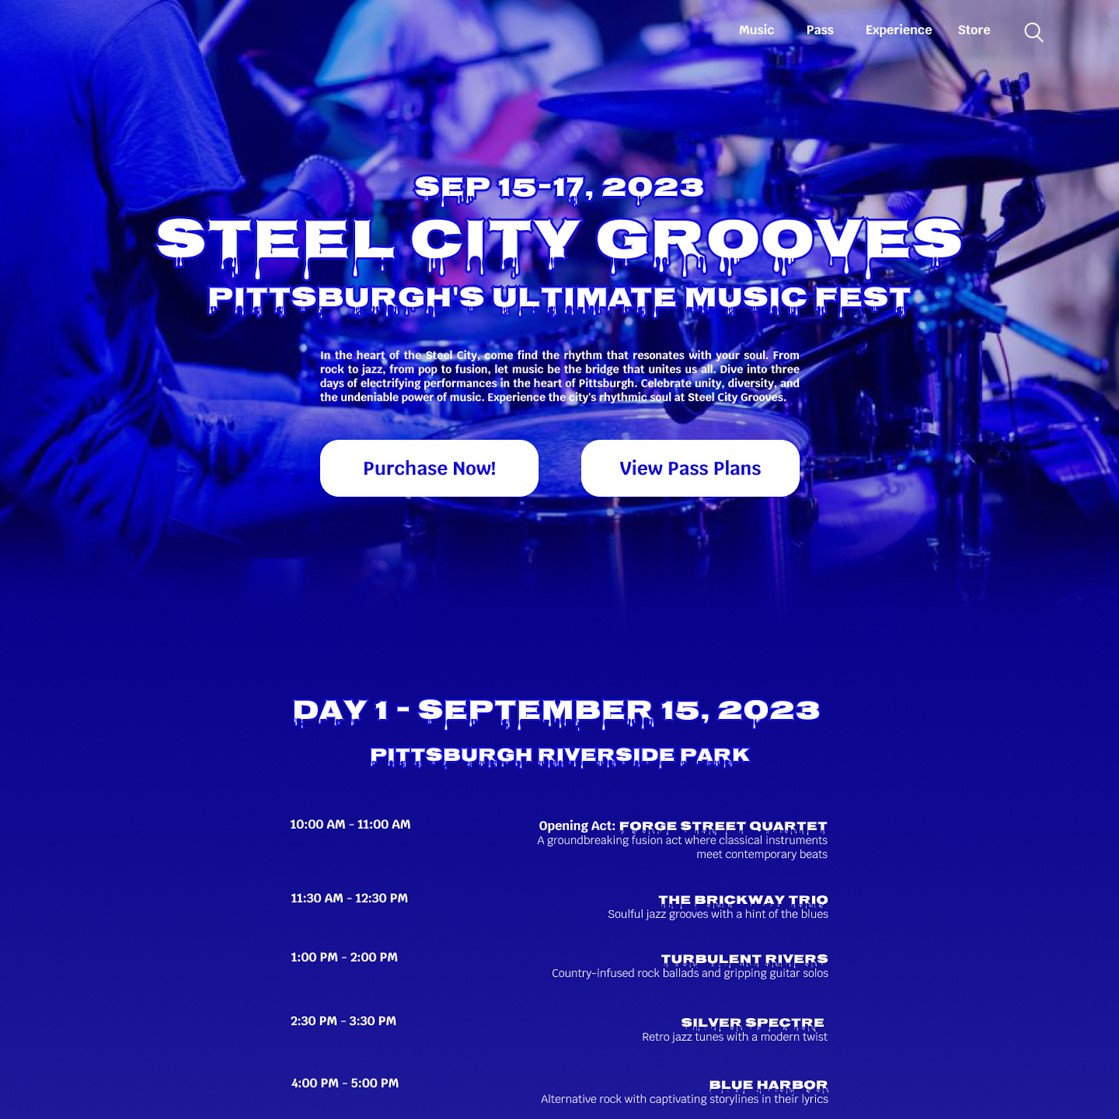 Music Pass Experience Store
SEP 15-17, 2023
STEEL CITY GROOVES
PITTSBURGH'S ULTIMATE MUSIC FEST
In the heart of the Steel City, come find the rhythm that resonates with your soul. From
rock to jazz, from pop to fusion, let music be the bridge that unites us all. Dive into three
days of electrifying performances in the heart of Pittsburgh. Celebrate unity, diversity, and
the undeniable power of music. Experience the city's rhythmic soul at Steel City Grooves.
Purchase Now! View Pass Plans
DAY 1 - SEPTEMBER 15, 2023
PITTSBURGH RIVERSIDE PARK
10:00 AM - 11:00 AM Opening Act: FORGE STREET QUARTET
A groundbreaking fusion act where classical instruments
meet contemporary beats
11:30 AM - 12:30 PM THE BRICKWAY TRIO
Soulful jazz grooves with a hint of the blues
1:00 PM - 2:00 PM TURBULENT RIVERS
Country-infused rock ballads and gripping guitar solos
2:30 PM - 3:30 PM SILVER SPECTRE
Retro jazz tunes with a modern twist
4:00 PM - 5:00 PM BLUE HARBOR
Alternative rock with captivating storylines in their lyrics